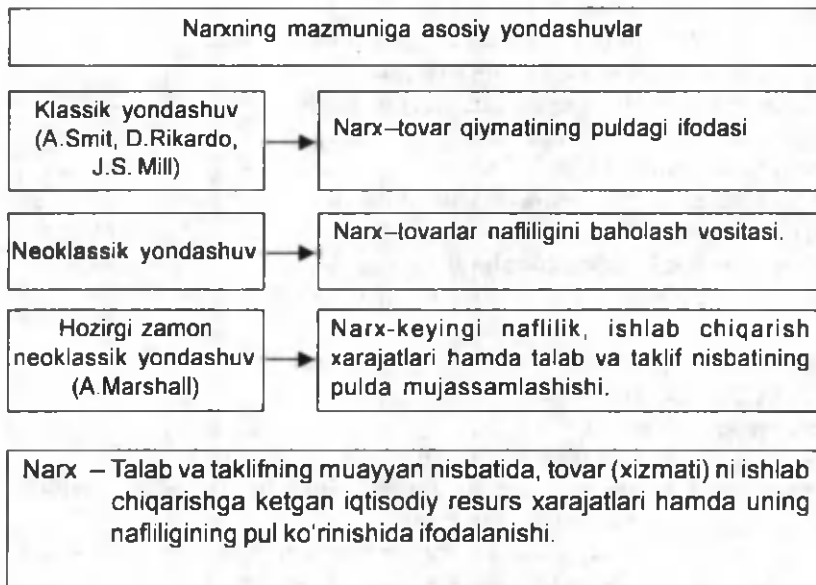 Narxning mazmuniga asosiy yondashuvlar
Klassik yondashuv
(A.Smit, D.Rikardo,
J.S. Mill)
Narx–tovar qiymatining puldagi ifodasi
Neoklassik yondashuv
Narx–tovarlar nafliligini baholash vositasi.
Hozirgi zamon
neoklassik yondashuv
(A.Marshall)
Narx-keyingi naflilik, ishlab chiqarish
xarajatlari hamda talab va taklif nisbatining
pulda mujassamlashishi.
Narx – Talab va taklifning muayyan nisbatida, tovar (xizmati) ni ishlab
chiqarishga ketgan iqtisodiy resurs xarajatlari hamda uning
nafliligining pul ko'rinishida ifodalanishi.